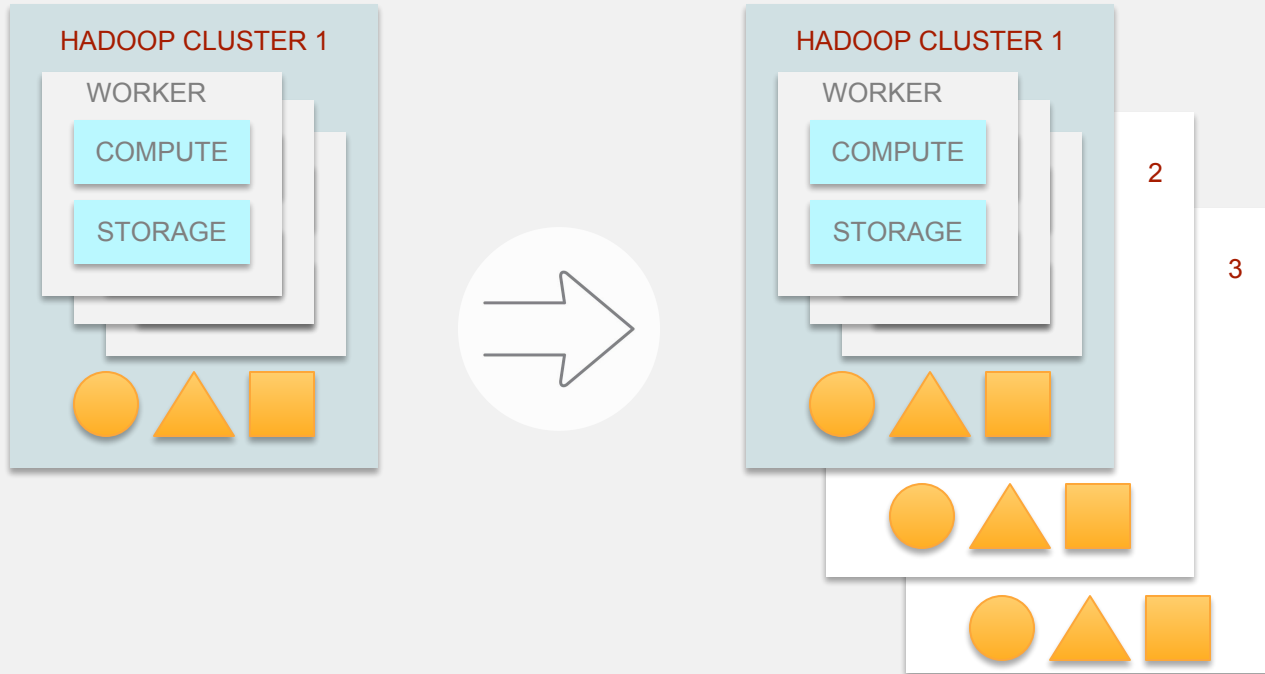 HADOOP CLUSTER 1
WORKER
COMPUTE
STORAGE
HADOOP CLUSTER 1
WORKER
COMPUTE
STORAGE
2
3